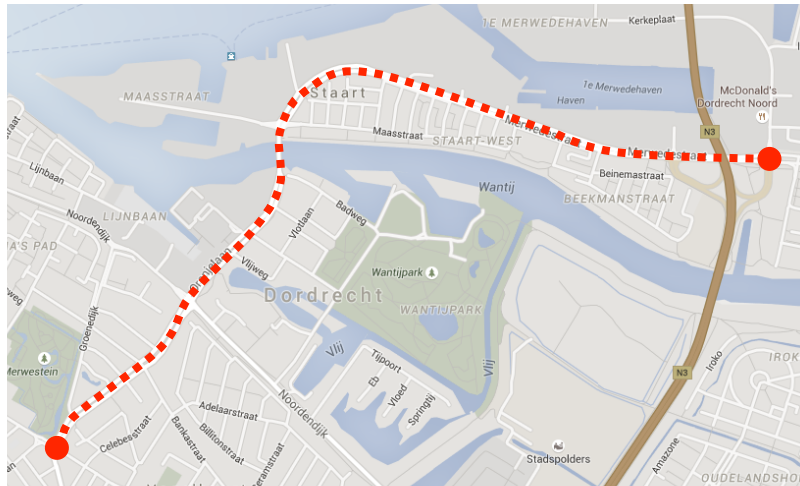 1E MERWEDEHAVEN
Kerkeplaat
McDonald's
Dordrecht Noord
1e Merwedehaven
Haven
MAASSTRAAT
Staart
Maasstraat
STAART-WEST
N3
Lijnbaan
Beinemastraat
Wantij
BEEKMANSTRAAT
LIJNBAAN
Noordendijk
Badweg
Vlotlaan
Vlijweg
Wantijpark
Dordrecht
WANTIJPARK
Groenedijk
Vlij
Vlij
Tijpoort
Eb
Vloed
Springtij
N3
Iroko
Noordendijk
Adelaarstraat
Billitonstraat
Bankastraat
Celebesstraat
Stadspolders
Amazone